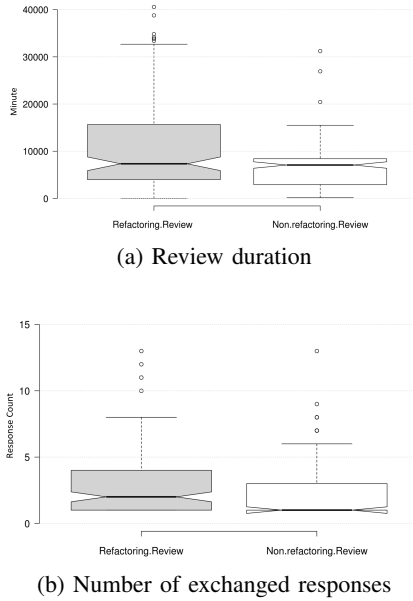 40000
30000
20000
10000
0
Minute
Refactoring.Review Non.refactoring.Review
(a) Review duration
15
10
5
0
Response Count
Refactoring.Review Non.refactoring.Review
(b) Number of exchanged responses